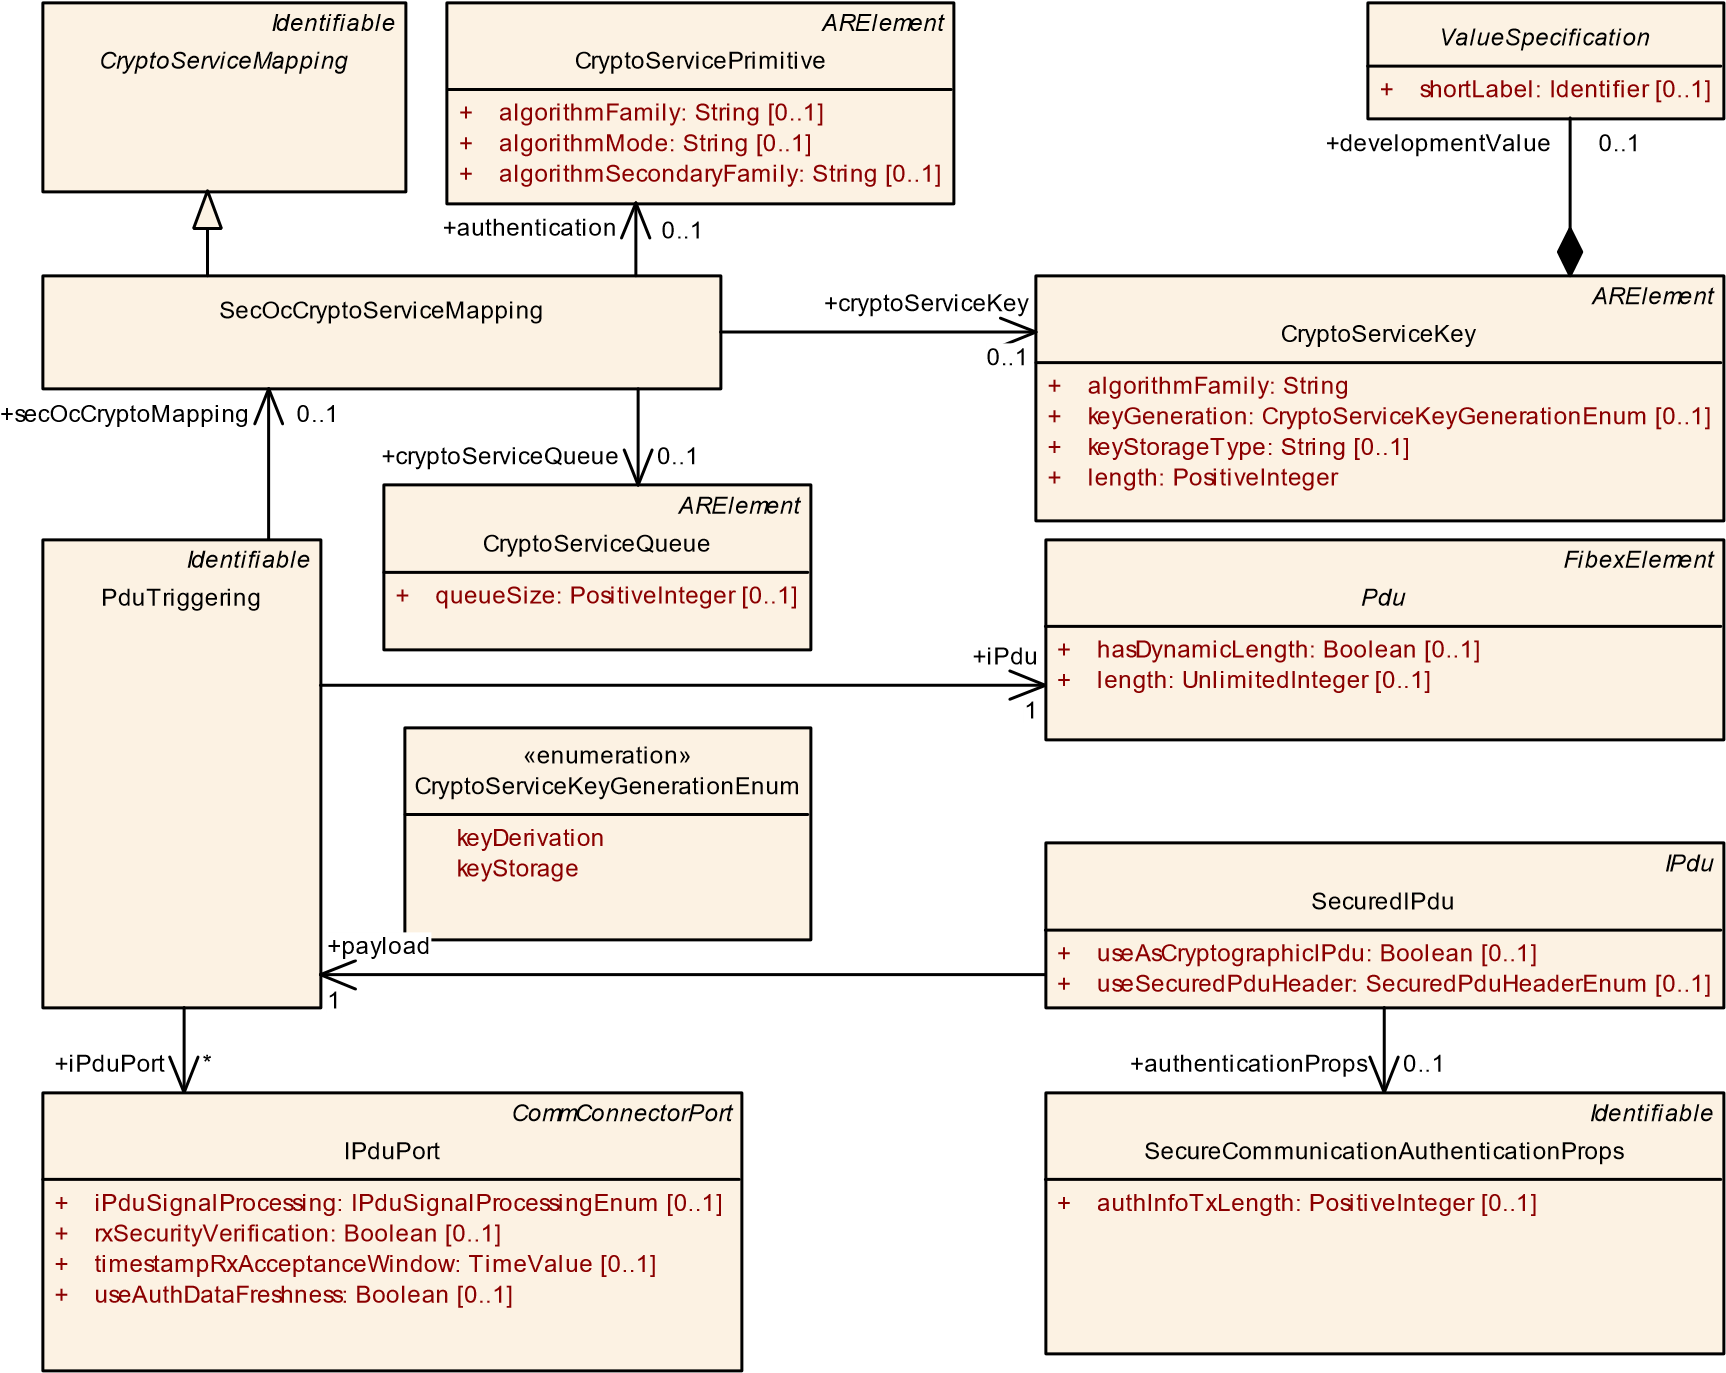 Identifiable
CryptoServiceMapping
ARElement
CryptoServicePrimitive
+ algorithmFamily: String [0..1]
+ algorithmMode: String [0..1]
+ algorithmSecondaryFamily: String [0..1]
ValueSpecification
+ shortLabel: Identifier [0..1]
+developmentValue 0..1
+authentication 0..1
SecOcCryptoServiceMapping
+cryptoServiceKey
0..1
ARElement
CryptoServiceKey
+ algorithmFamily: String
+ keyGeneration: CryptoServiceKeyGenerationEnum [0..1]
+ keyStorageType: String [0..1]
+ length: PositiveInteger
+secOcCryptoMapping 0..1
+cryptoServiceQueue 0..1
ARElement
CryptoServiceQueue
+ queueSize: PositiveInteger [0..1]
Identifiable
PduTriggering
FibexElement
Pdu
+ hasDynamicLength: Boolean [0..1]
+ length: UnlimitedInteger [0..1]
+iPdu
1
«enumeration»
CryptoServiceKeyGenerationEnum
keyDerivation
keyStorage
IPdu
SecuredIPdu
+ useAsCryptographicIPdu: Boolean [0..1]
+ useSecuredPduHeader: SecuredPduHeaderEnum [0..1]
+payload
1
+iPduPort *
+authenticationProps 0..1
CommConnectorPort
IPduPort
+ iPduSignalProcessing: IPduSignalProcessingEnum [0..1]
+ rxSecurityVerification: Boolean [0..1]
+ timestampRxAcceptanceWindow: TimeValue [0..1]
+ useAuthDataFreshness: Boolean [0..1]
Identifiable
SecureCommunicationAuthenticationProps
+ authInfoTxLength: PositiveInteger [0..1]